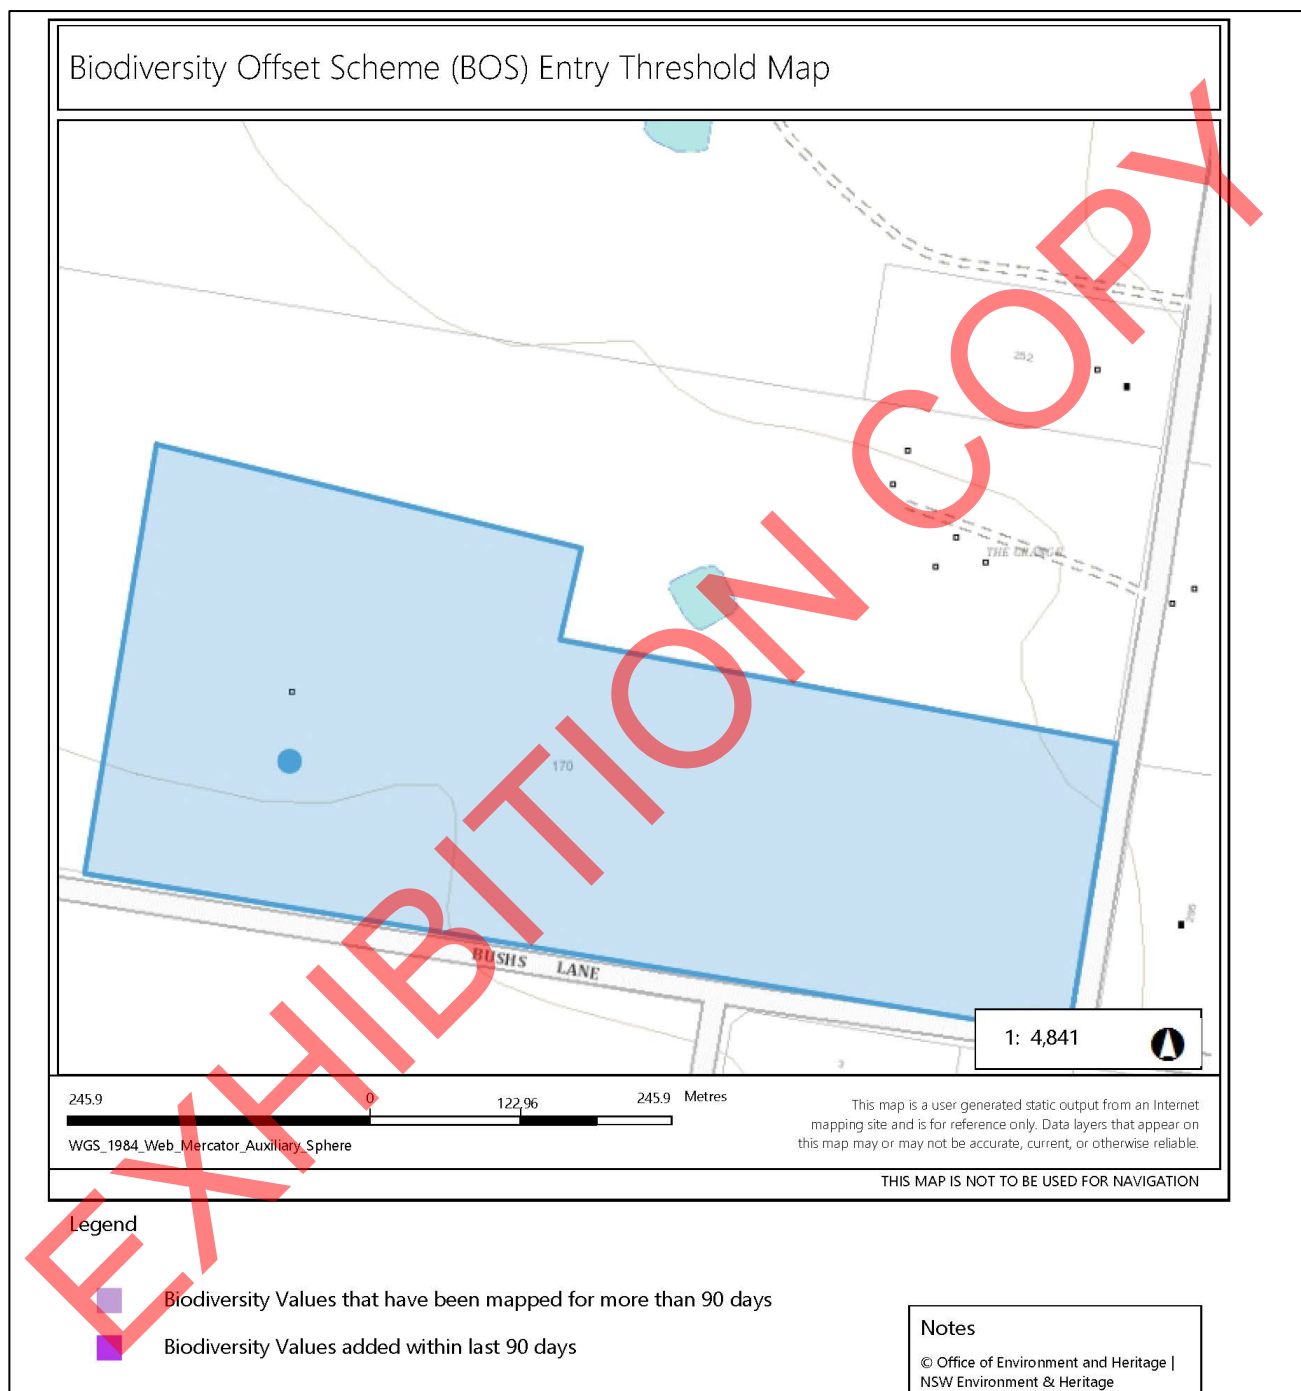 Biodiversity Offset Scheme (BOS) Entry Threshold Map
252
THE GRANGE
170
295
BUSHS LANE
3
1: 4,841
245.9 0 122.96 245.9 Metres
WGS_1984_Web_Mercator_Auxiliary_Sphere
This map is a user generated static output from an Internet
mapping site and is for reference only. Data layers that appear on
this map may or may not be accurate, current, or otherwise reliable.
THIS MAP IS NOT TO BE USED FOR NAVIGATION
EXHIBITION COPY
Legend
Biodiversity Values that have been mapped for more than 90 days
Biodiversity Values added within last 90 days
Notes
© Office of Environment and Heritage |
NSW Environment & Heritage